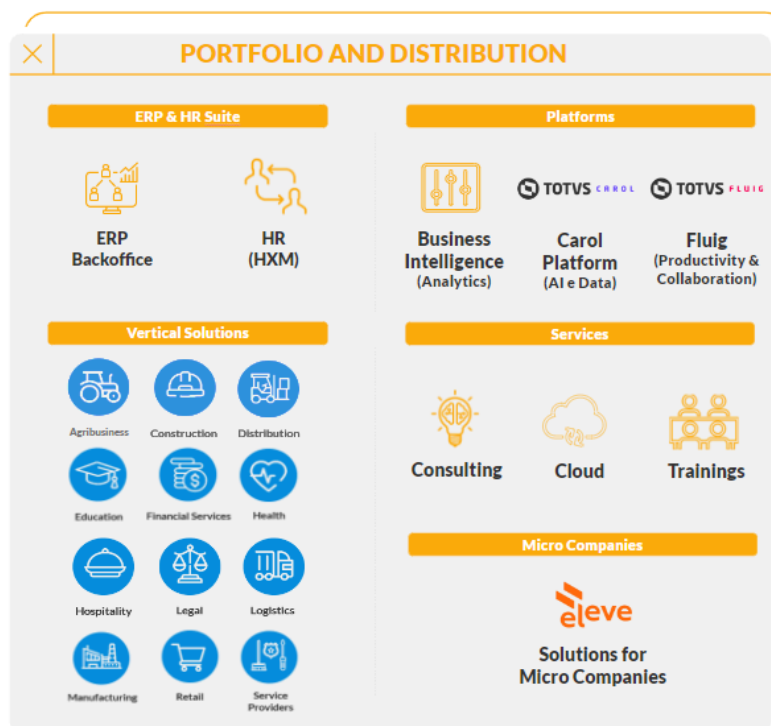 PORTFOLIO AND DISTRIBUTION
ERP & HR Suite
ERP
Backoffice
HR
(HXM)
Platforms
Business
Intelligence
(Analytics)
TOTVS CAROL
Carol
Platform
(AI e Data)
TOTVS FLUIG
Fluig
(Productivity &
Collaboration)
Vertical Solutions
Agribusiness
Construction
Distribution
Education
Financial Services
Health
Hospitality
Legal
Logistics
Manufacturing
Retail
Service
Providers
Services
Consulting
Cloud
Trainings
Micro Companies
eleve
Solutions for
Micro Companies